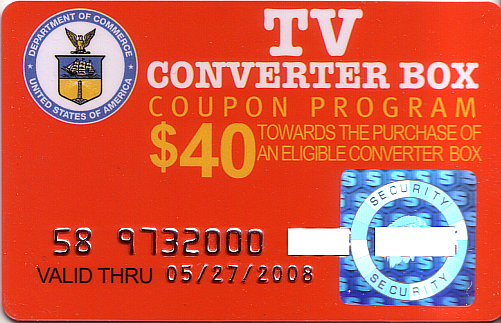 DEPARTMENT OF COMMERCE
UNITED STATES OF AMERICA
TV
CONVERTER BOX
COUPON PROGRAM
$40 TOWARDS THE PURCHASE OF
AN ELIGIBLE CONVERTER BOX
SECURITY
SECURITY
58 9732000
VALID THRU 05/27/2008